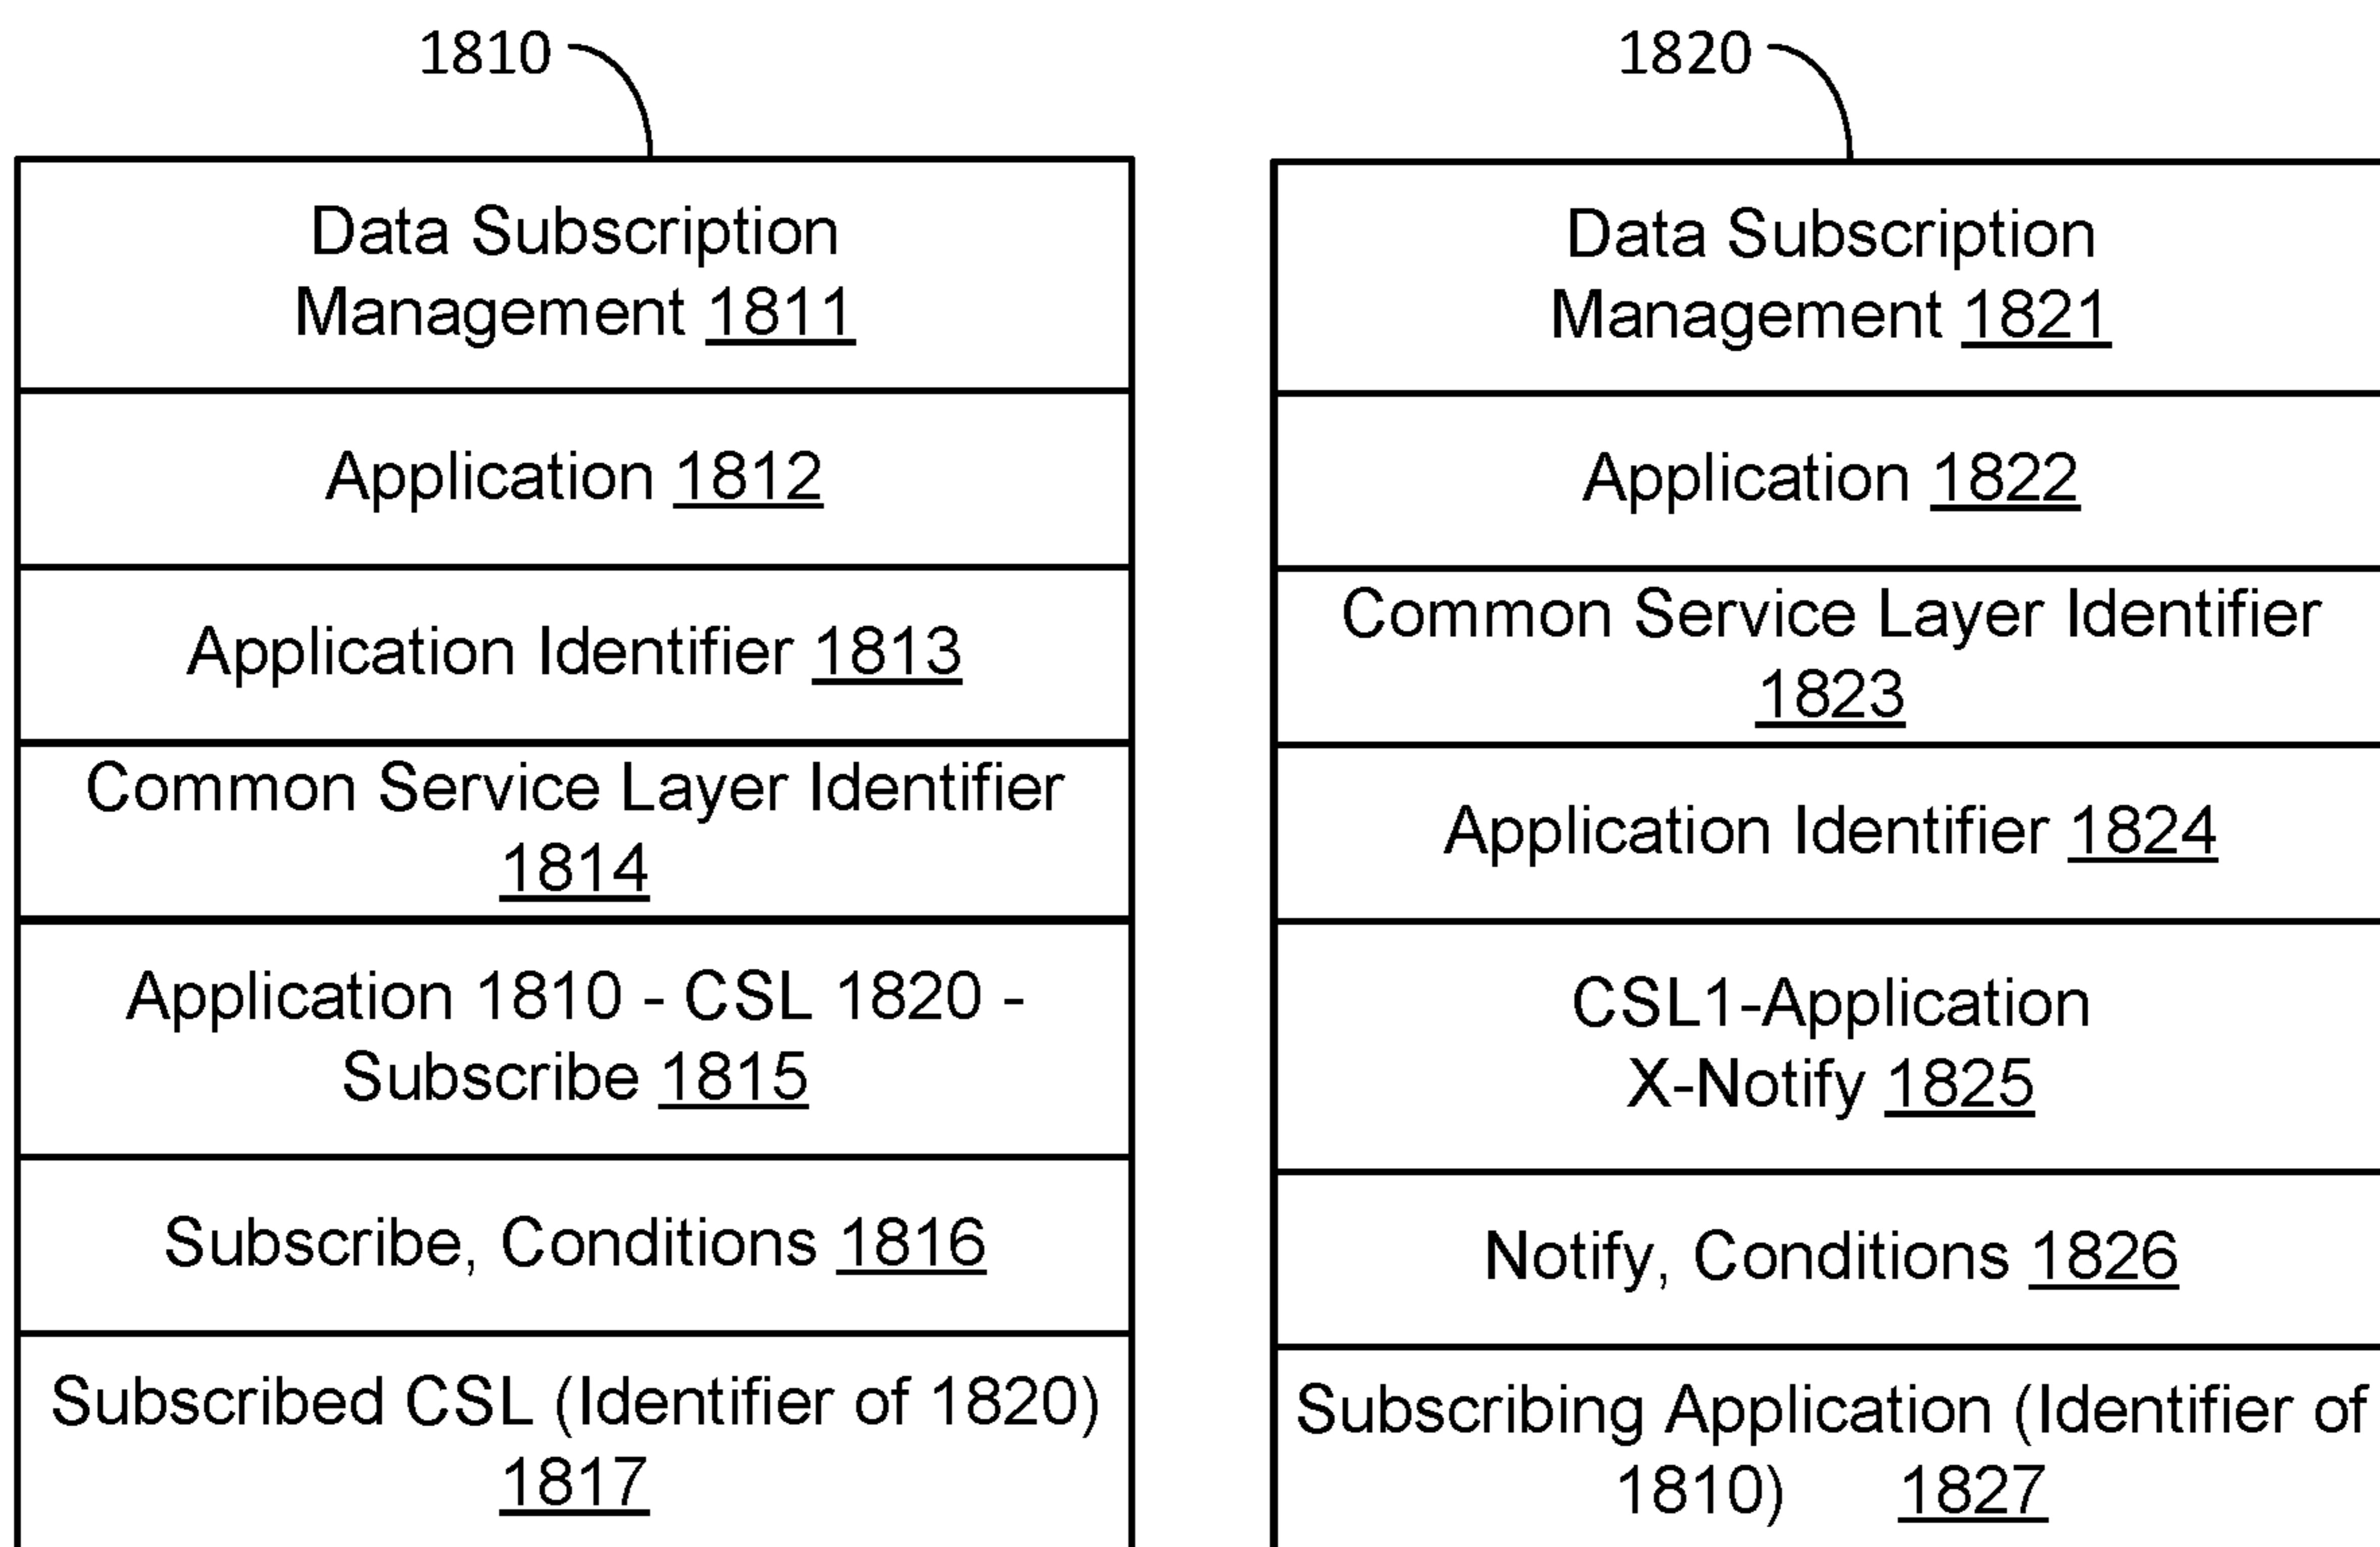 1810
Data Subscription
Management 1811
Application 1812
Application Identifier 1813
Common Service Layer Identifier
1814
Application 1810 - CSL 1820 -
Subscribe 1815
Subscribe, Conditions 1816
Subscribed CSL (Identifier of 1820)
1817
1820
Data Subscription
Management 1821
Application 1822
Common Service Layer Identifier
1823
Application Identifier 1824
CSL1-Application
X-Notify 1825
Notify, Conditions 1826
Subscribing Application (Identifier of
1810) 1827